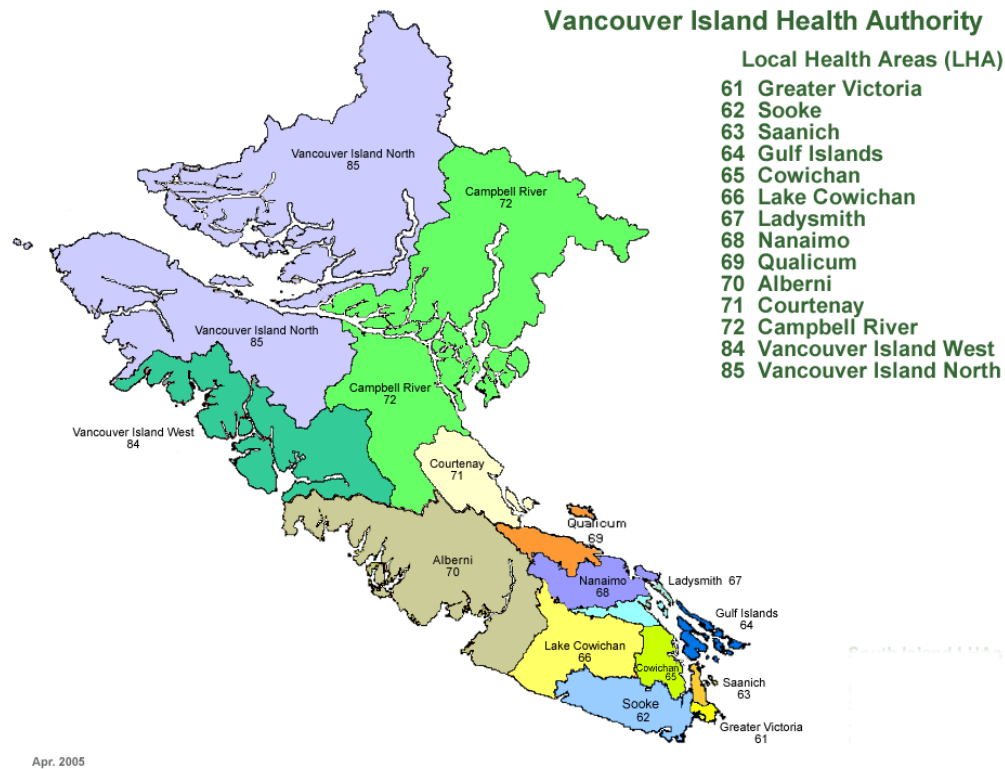 Vancouver Island Health Authority
Local Health Areas (LHA)
61 Greater Victoria
62 Sooke
63 Saanich
64 Gulf Islands
65 Cowichan
66 Lake Cowichan
67 Ladysmith
68 Nanaimo
69 Qualicum
70 Alberni
71 Courtenay
72 Campbell River
84 Vancouver Island West
85 Vancouver Island North
Vancouver Island North
85
Campbell River
72
Vancouver Island North
85
Campbell River
72
Vancouver Island West
84
Courtenay
71
Qualicum
69
Alberni
70
Nanaimo
68
Ladysmith 67
Gulf Islands
64
Lake Cowichan
66
Cowichan
65
Saanich
63
Sooke
62
Greater Victoria
61
Apr. 2005